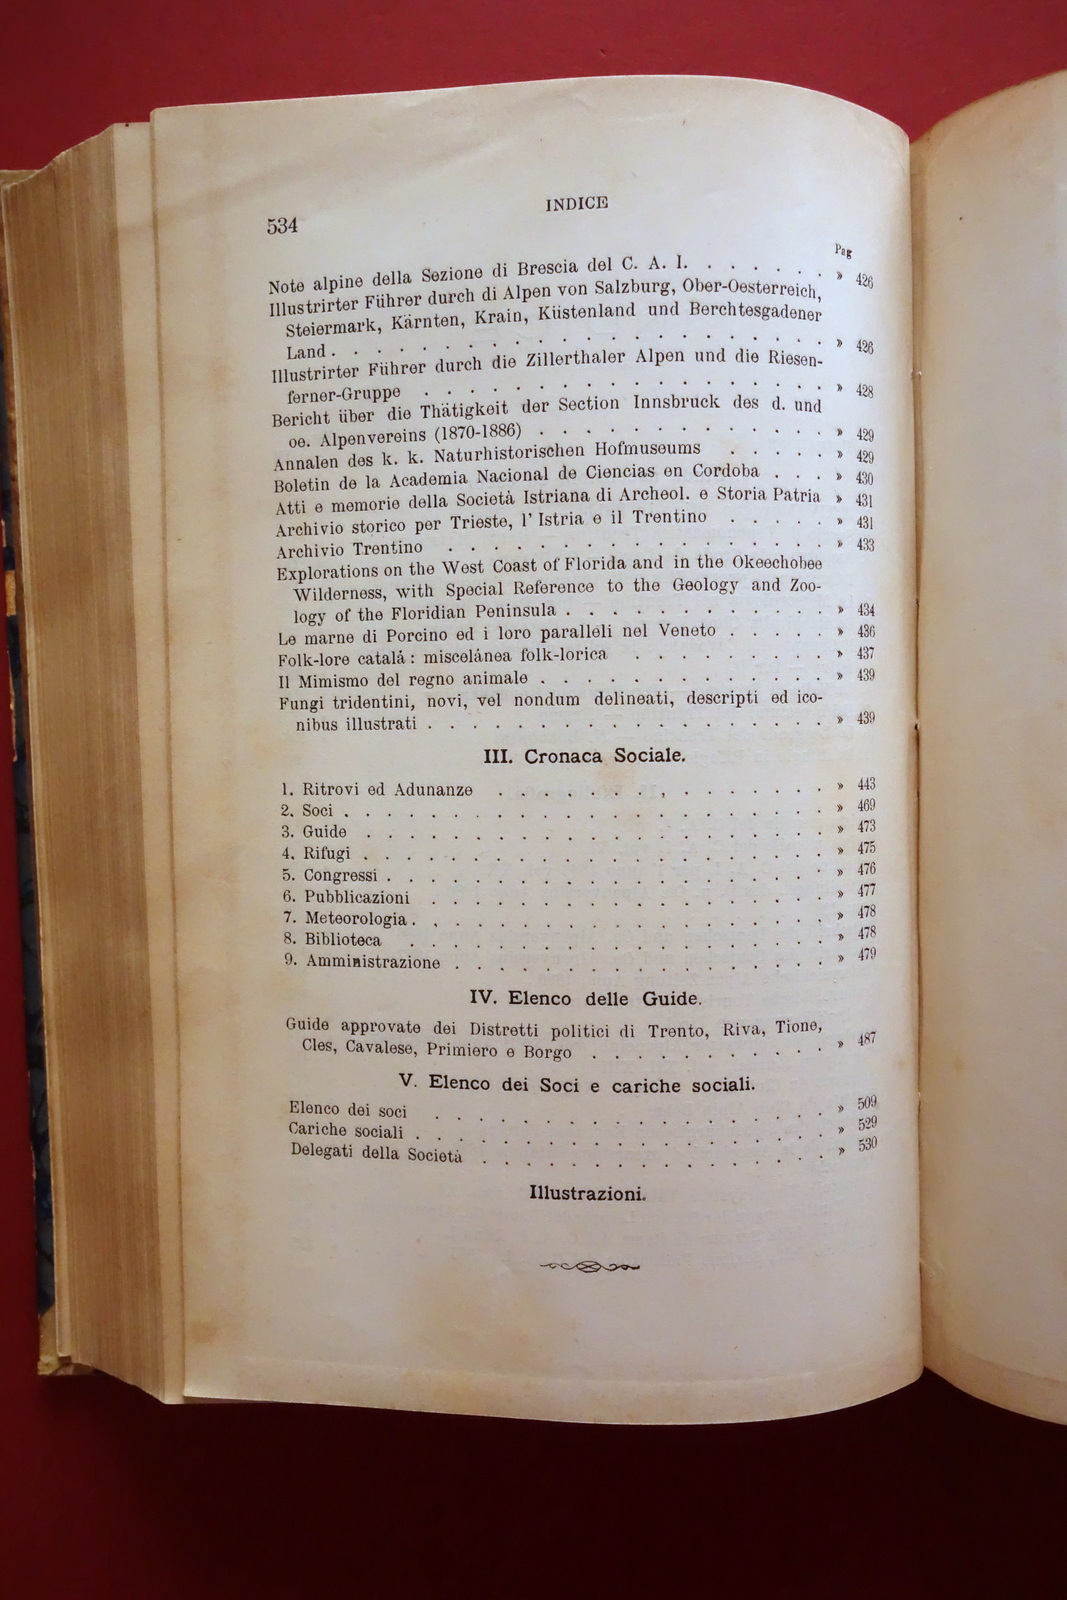 534
INDICE
Pag
Note alpine della Sezione di Brescia del C. A. I. . . . . . . » 426
Illustrirter Führer durch di Alpen von Salzburg, Ober-Oesterreich,
Steiermark, Kärnten, Krain, Küstenland und Berchtesgadener
Land . . . . . . . . . . . . . . . . . . . » 426
Illustrirter Führer durch die Zillerthaler Alpen und die Riesen-
ferner-Gruppe . . . . . . . . . . . . . . . . » 428
Bericht über die Thätigkeit der Section Innsbruck des d. und
oe. Alpenvereins (1870-1886) . . . . . . . . . . . . » 429
Annalen des k. k. Naturhistorischen Hofmuseums . . . . . » 429
Boletin de la Academia Nacional de Ciencias en Cordoba . . . » 430
Atti e memorie della Società Istriana di Archeol. e Storia Patria » 431
Archivio storico per Trieste, l' Istria e il Trentino . . . . . » 431
Archivio Trentino . . . . . . . . . . . . . . . . . » 433
Explorations on the West Coast of Florida and in the Okeechobee
Wilderness, with Special Reference to the Geology and Zoo-
logy of the Floridian Peninsula . . . . . . . . . . . . » 434
Le marne di Porcino ed i loro paralleli nel Veneto . . . . . » 436
Folk-lore catalá : miscelánea folk-lorica . . . . . . . . . » 437
Il Mimismo del regno animale . . . . . . . . . . . . . » 439
Fungi tridentini, novi, vel nondum delineati, descripti ed ico-
nibus illustrati . . . . . . . . . . . . . . . . . . » 439
III. Cronaca Sociale.
1. Ritrovi ed Adunanze . . . . . . . . . . . . . . . » 443
2. Soci . . . . . . . . . . . . . . . . . . . . . . » 469
3. Guide . . . . . . . . . . . . . . . . . . . . . » 473
4. Rifugi . . . . . . . . . . . . . . . . . . . . . » 475
5. Congressi . . . . . . . . . . . . . . . . . . . . » 476
6. Pubblicazioni . . . . . . . . . . . . . . . . . . » 477
7. Meteorologia . . . . . . . . . . . . . . . . . . . » 478
8. Biblioteca . . . . . . . . . . . . . . . . . . . » 478
9. Amministrazione . . . . . . . . . . . . . . . . . » 479
IV. Elenco delle Guide.
Guide approvate dei Distretti politici di Trento, Riva, Tione,
Cles, Cavalese, Primiero e Borgo . . . . . . . . . . . » 487
V. Elenco dei Soci e cariche sociali.
Elenco dei soci . . . . . . . . . . . . . . . . . » 509
Cariche sociali . . . . . . . . . . . . . . . . . . » 529
Delegati della Società . . . . . . . . . . . . . . . » 530
Illustrazioni.